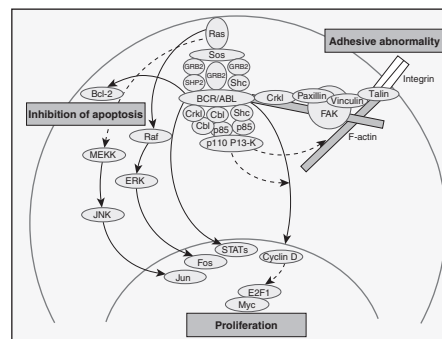 Ras
Adhesive abnormality
Sos
GRB2 GRB2
SHP2 GRB2 Shc
Integrin
Bcl-2
BCR/ABL Crkl Paxillin Vinculin Talin
FAK
Inhibition of apoptosis
Crkl Cbl Shc
Cbl p85 p85
F-actin
Raf
p110 P13-K
MEKK
ERK
JNK
STATs
Cyclin D
Fos
Jun
E2F1
Myc
Proliferation